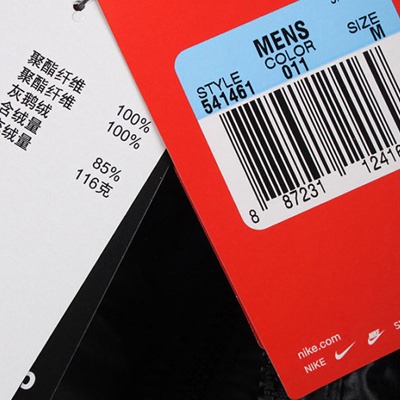 聚酯纤维 100%
聚酯纤维 100%
灰鹅绒
含绒量 85%
充绒量 116克
MENS
SIZE
COLOR
M
STYLE
011
541461
8 87231 12416
nike.com
NIKE